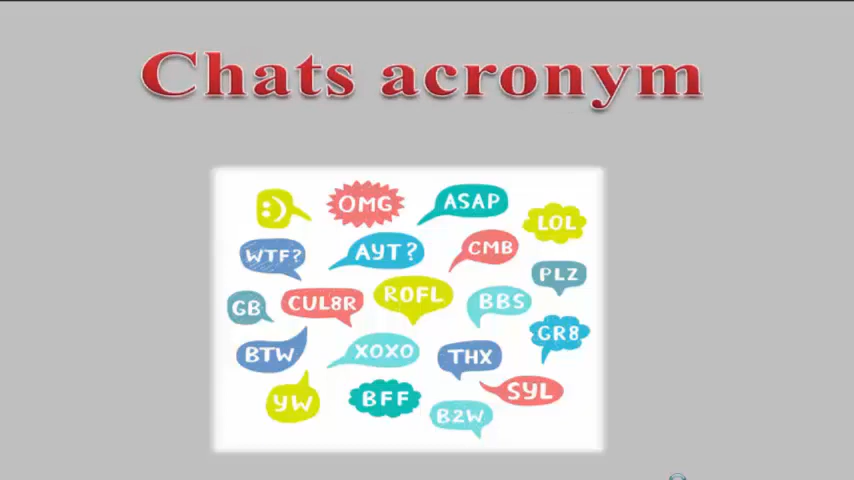 Chats acronym
:) OMG ASAP LOL
WTF? AYT? CMB PLZ
GB CUL8R ROFL BBS GR8
BTW XOXO THX
YW BFF B2W SYL